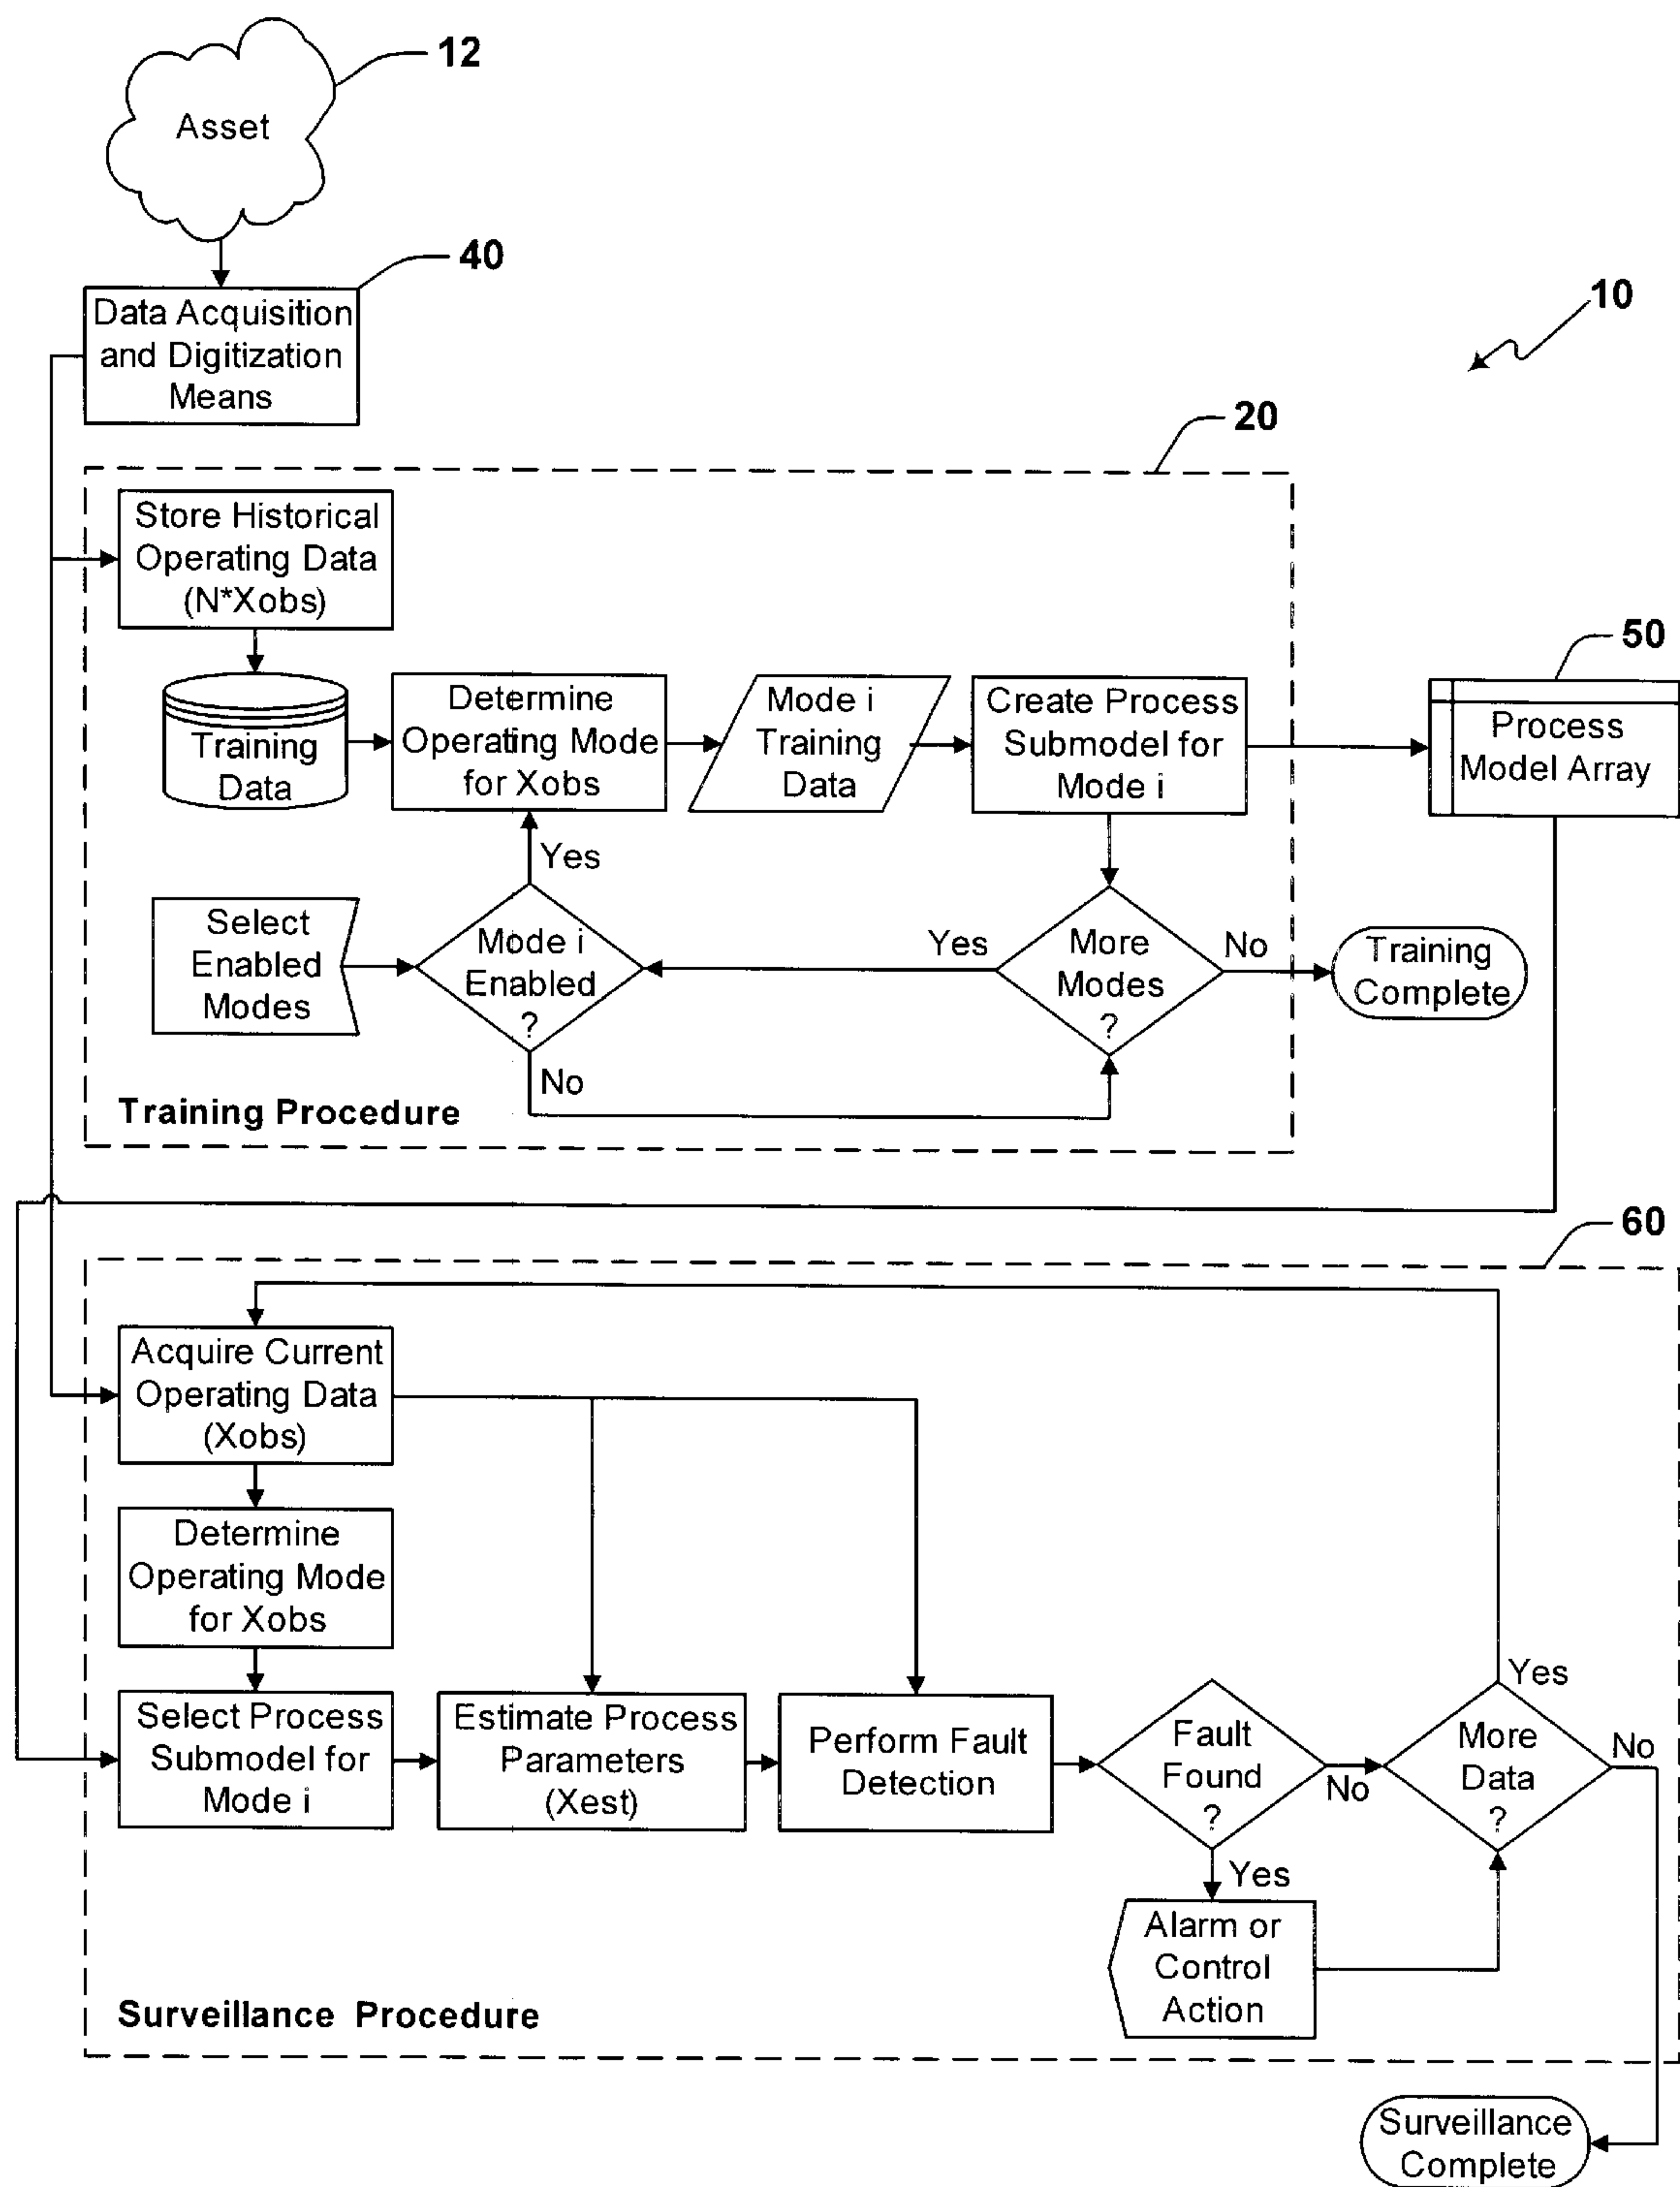 12
Asset
40
Data Acquisition
and Digitization
Means
10
20
Store Historical
Operating Data
(N*Xobs)
50
Training
Data
Determine
Operating Mode
for Xobs
Mode i
Training
Data
Create Process
Submodel for
Mode i
Process
Model Array
Yes
Select
Enabled
Modes
Mode i
Enabled
?
Yes
More
Modes
?
No
Training
Complete
No
Training Procedure
60
Acquire Current
Operating Data
(Xobs)
Determine
Operating Mode
for Xobs
Select Process
Submodel for
Mode i
Estimate Process
Parameters
(Xest)
Perform Fault
Detection
Fault
Found
?
No
Yes
More
Data
?
Yes
No
Alarm or
Control
Action
Surveillance Procedure
Surveillance
Complete